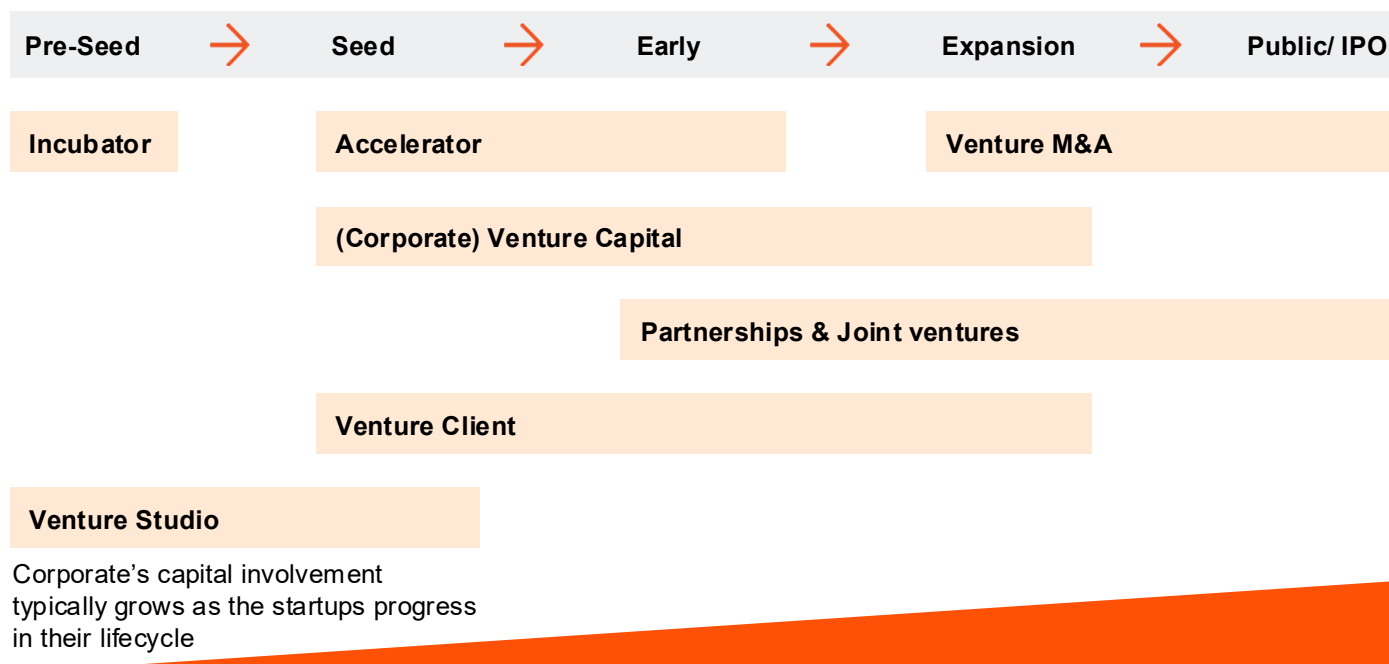 Pre-Seed Seed Early Expansion Public/ IPO
Incubator Accelerator Venture M&A
(Corporate) Venture Capital
Partnerships & Joint ventures
Venture Client
Venture Studio
Corporate’s capital involvement
typically grows as the startups progress
in their lifecycle